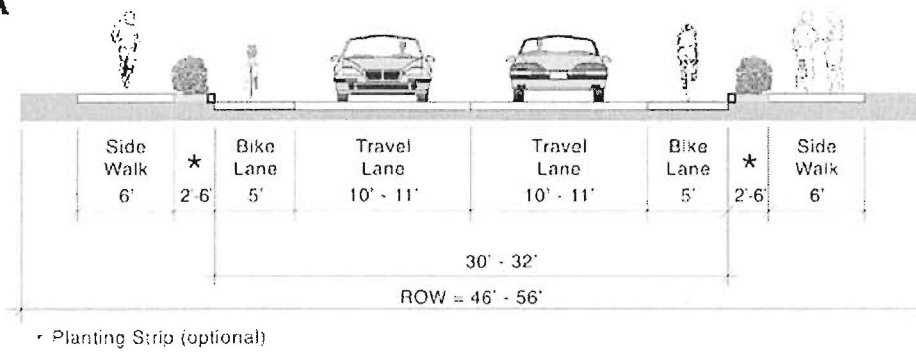 A
Side Walk 6'
* 2'-6'
Bike Lane 5'
Travel Lane 10' - 11'
Travel Lane 10' - 11'
Bike Lane 5'
* 2'-6'
Side Walk 6'
30' - 32'
ROW = 46' - 56'
* Planting Strip (optional)